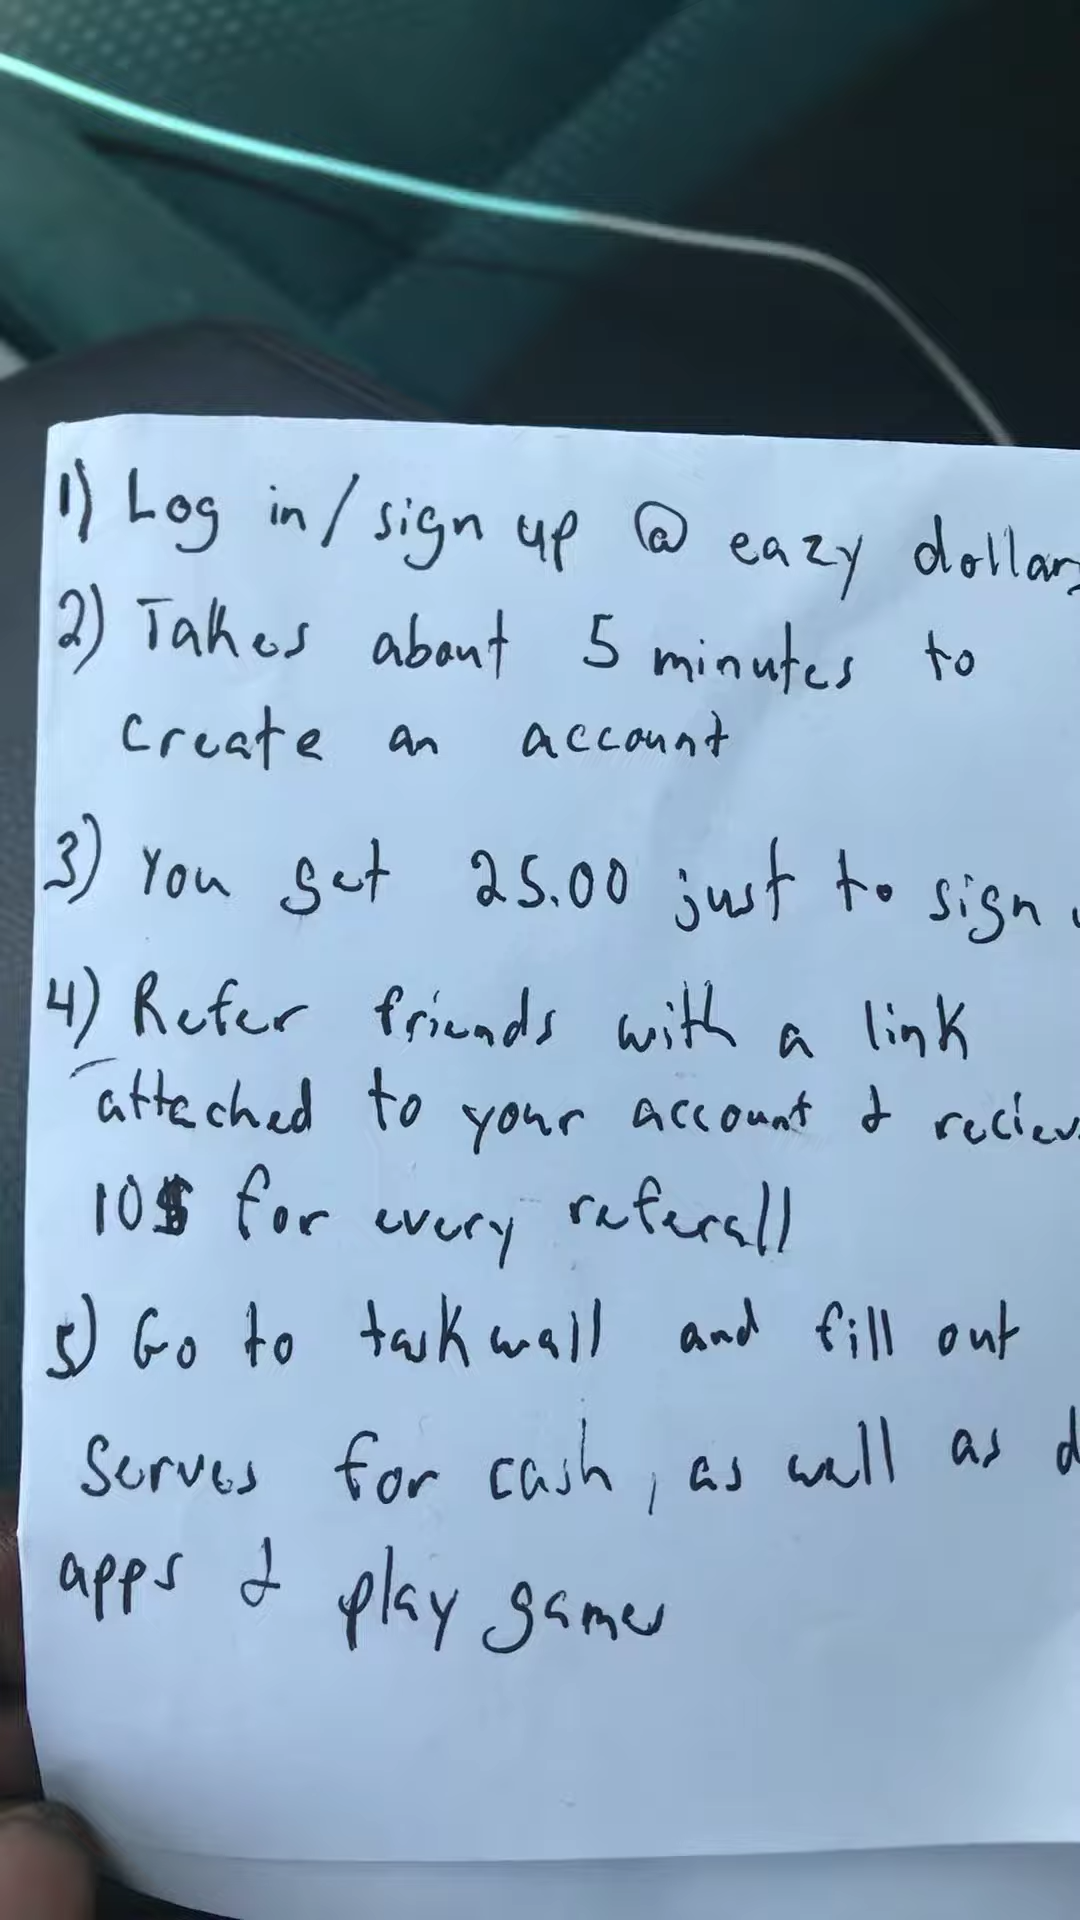 1) Log in/sign up @ eazy dollars
2) Takes about 5 minutes to
create an account
3) You get 25.00 just to sign
4) Refer friends with a link
attached to your account &
10$ for every referall
5) Go to taskwall and fill out
Serves for cash, as well as
apps & play games